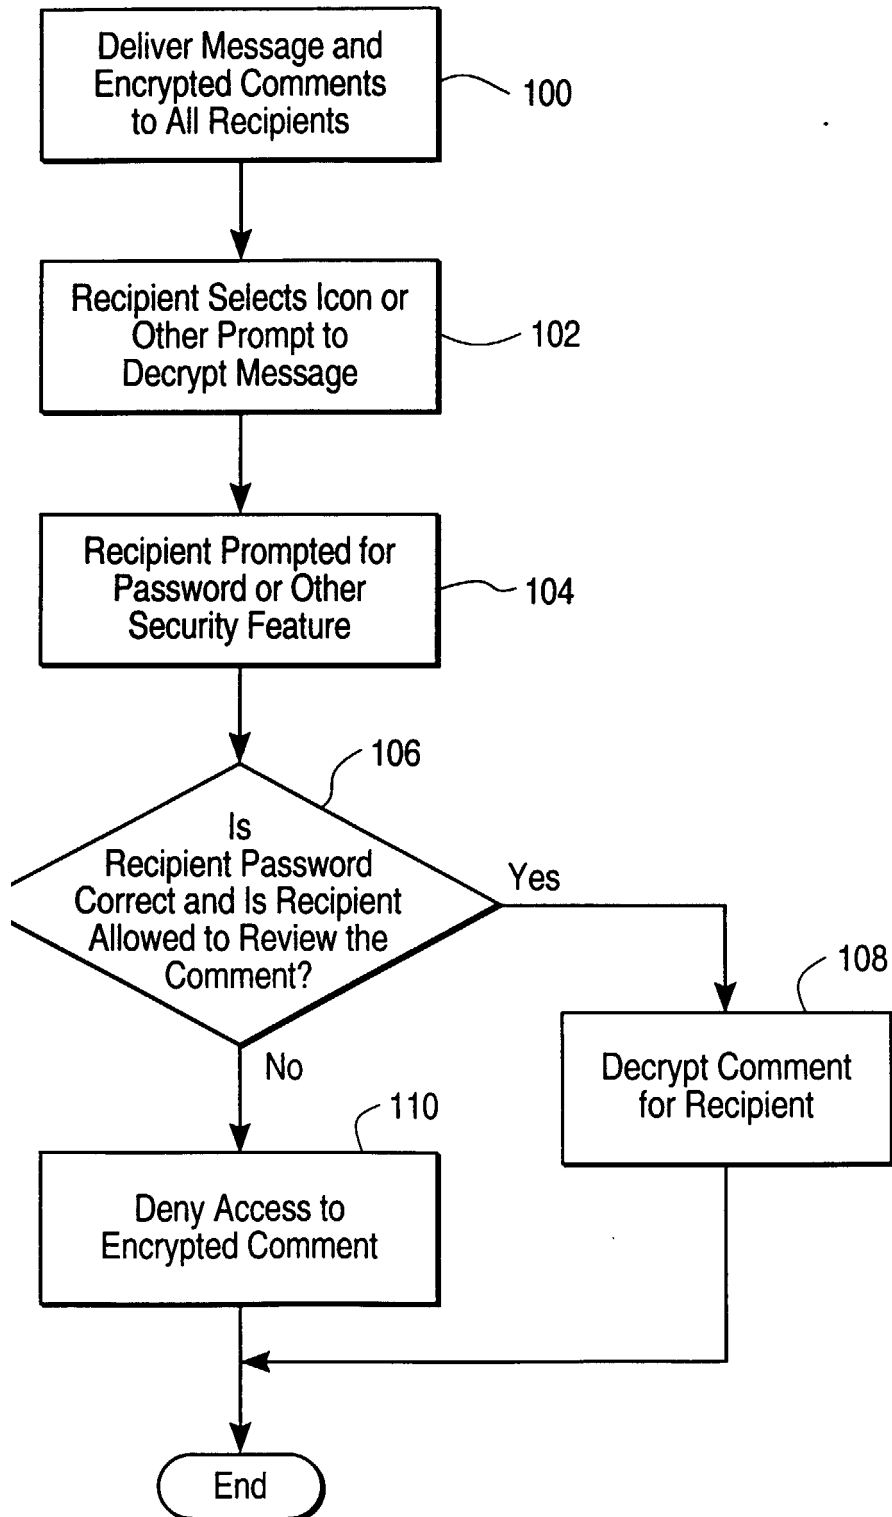 Deliver Message and
Encrypted Comments
to All Recipients
100
Recipient Selects Icon or
Other Prompt to
Decrypt Message
102
Recipient Prompted for
Password or Other
Security Feature
104
106
Is
Recipient Password
Correct and Is Recipient
Allowed to Review the
Comment?
Yes
No
108
Decrypt Comment
for Recipient
110
Deny Access to
Encrypted Comment
End